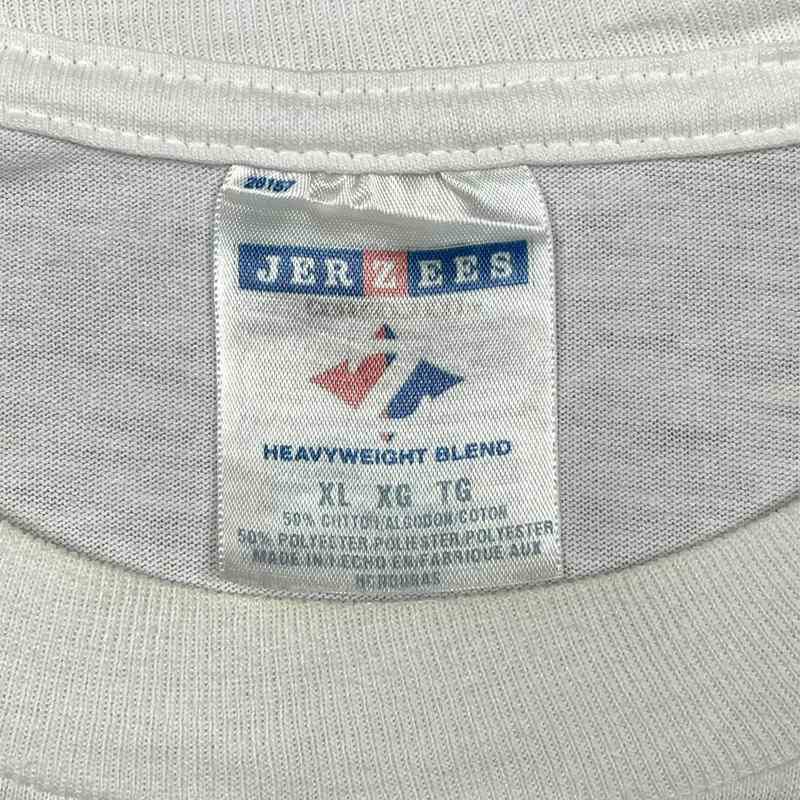 26157
JERZEES
HEAVYWEIGHT BLEND
XL XG TG
50% COTTON/ALGODON/COTON
50% POLYESTER/POLIESTER/POLYESTER
MADE IN/HECHO EN/FABRIQUE AUX
HONDURAS